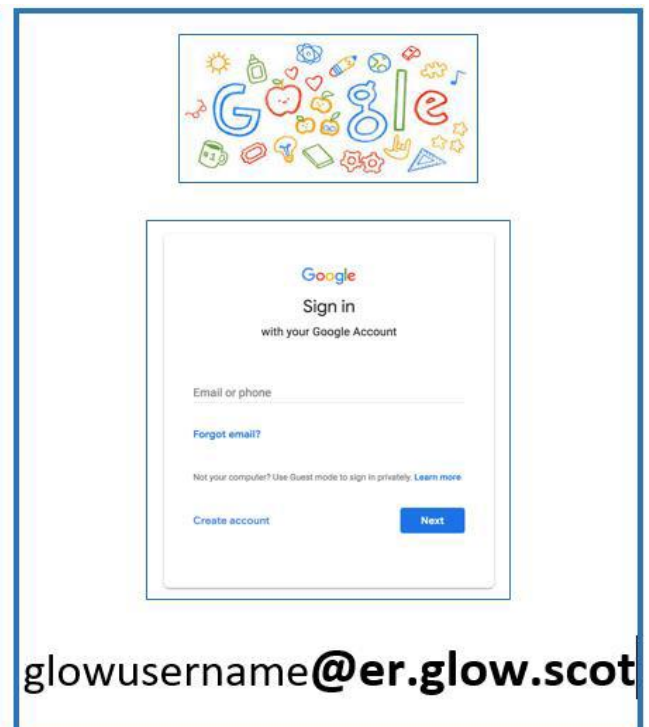 Google
#1
Google
Sign in
with your Google Account
Email or phone
Forgot email?
Not your computer? Use Guest mode to sign in privately. Learn more
Create account
Next
glowusername@er.glow.scot